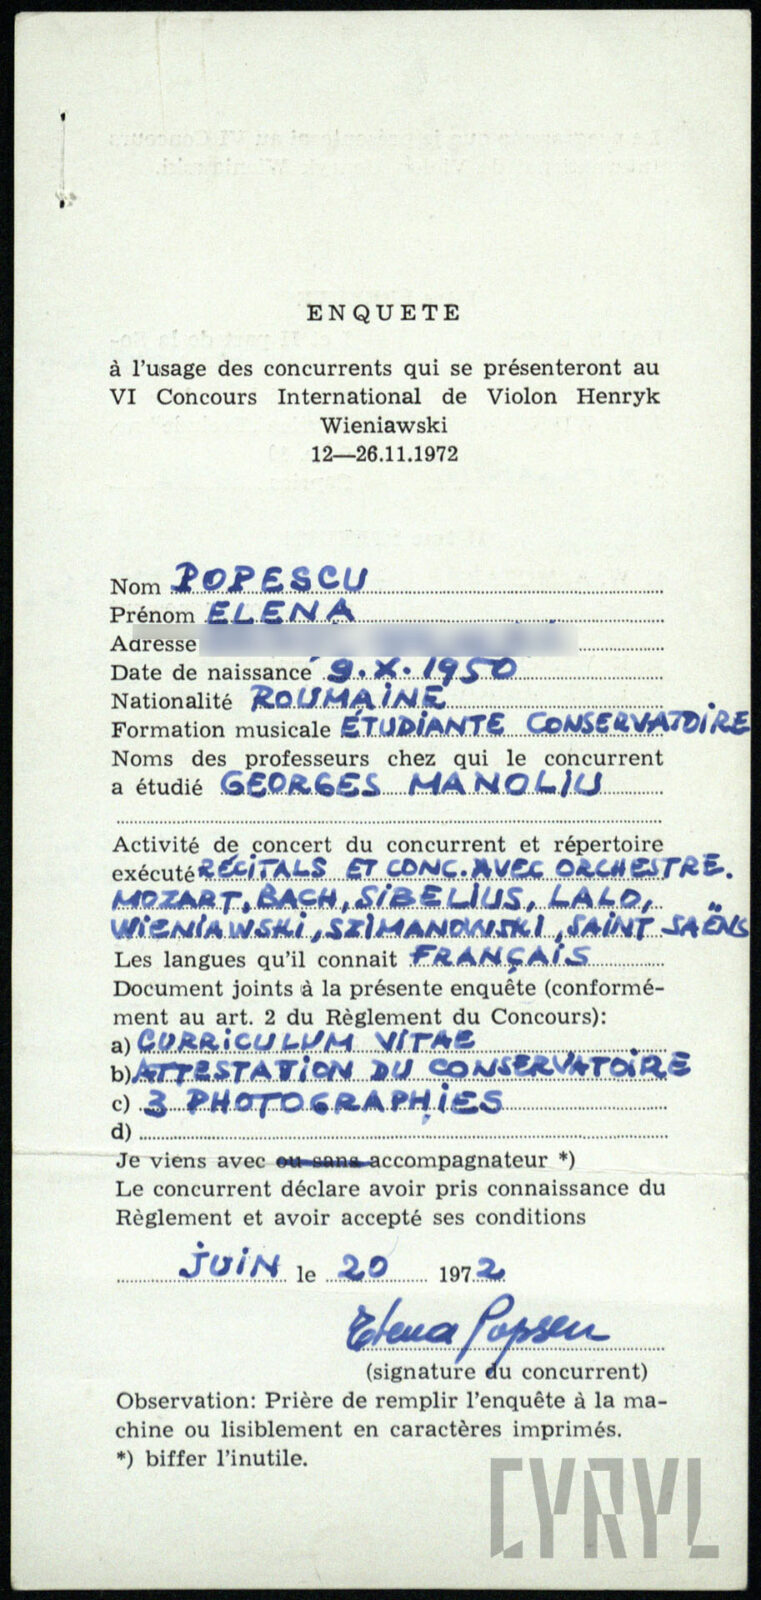 ENQUETE
à l'usage des concurrents qui se présenteront au
VI Concours International de Violon Henryk
Wieniawski
12—26.11.1972
Nom POPESCU
Prénom ELENA
Adresse
Date de naissance 9.X.1950
Nationalité ROUMAINE
Formation musicale ÉTUDIANTE CONSERVATOIRE
Noms des professeurs chez qui le concurrent
a étudié GEORGES MANOLIU
Activité de concert du concurrent et répertoire
exécuté RÉCITALS ET CONC. AVEC ORCHESTRE.
MOZART, BACH, SIBELIUS, LALO,
WIENIAWSKI, SZIMANOWSKI, SAINT SAËNS
Les langues qu'il connait FRANÇAIS
Document joints à la présente enquête (conformé-
ment au art. 2 du Règlement du Concours):
a) CURRICULUM VITAE
b) ATTESTATION DU CONSERVATOIRE
c) 3 PHOTOGRAPHIES
d)
Je viens avec ou sans accompagnateur *)
Le concurrent déclare avoir pris connaissance du
Règlement et avoir accepté ses conditions
JUIN le 20 1972
Elena Popescu
(signature du concurrent)
Observation: Prière de remplir l'enquête à la ma-
chine ou lisiblement en caractères imprimés.
*) biffer l'inutile.
CYRYL